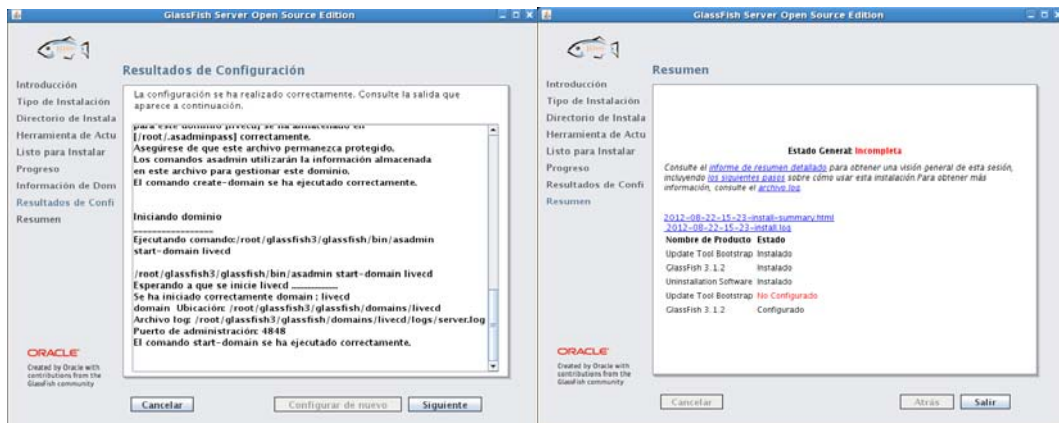 GlassFish Server Open Source Edition
Resultados de Configuración
Introducción
Tipo de Instalación
Directorio de Instala
Herramienta de Actu
Listo para Instalar
Progreso
Información de Dom
Resultados de Confi
Resumen
La configuración se ha realizado correctamente. Consulte la salida que
aparece a continuación.
para este dominio [livecd] se ha almacenado en
[/root/.asadminpass] correctamente.
Asegúrese de que este archivo permanezca protegido.
Los comandos asadmin utilizarán la información almacenada
en este archivo para gestionar este dominio.
El comando create-domain se ha ejecutado correctamente.
Iniciando dominio
________________
Ejecutando comando:/root/glassfish3/glassfish/bin/asadmin
start-domain livecd
/root/glassfish3/glassfish/bin/asadmin start-domain livecd
Esperando a que se inicie livecd ..............
Se ha iniciado correctamente domain : livecd
domain Ubicación: /root/glassfish3/glassfish/domains/livecd
Archivo log: /root/glassfish3/glassfish/domains/livecd/logs/server.log
Puerto de administración: 4848
El comando start-domain se ha ejecutado correctamente.
ORACLE
Created by Oracle with
contributions from the
GlassFish community
Cancelar
Configurar de nuevo
Siguiente
GlassFish Server Open Source Edition
Resumen
Introducción
Tipo de Instalación
Directorio de Instala
Herramienta de Actu
Listo para Instalar
Progreso
Resultados de Confi
Resumen
Estado General: Incompleta
Consulte el informe de resumen detallado para obtener una visión general de esta sesión,
incluyendo los siguientes pasos sobre cómo usar esta instalación.Para obtener más
información, consulte el archivo log.
2012-08-22-15-23-install-summary.html
2012-08-22-15-23-install.log
Nombre de Producto Estado
Update Tool Bootstrap Instalado
GlassFish 3.1.2 Instalado
Uninstallation Software Instalado
Update Tool Bootstrap No Configurado
GlassFish 3.1.2 Configurado
ORACLE
Created by Oracle with
contributions from the
GlassFish community
Cancelar
Atrás
Salir